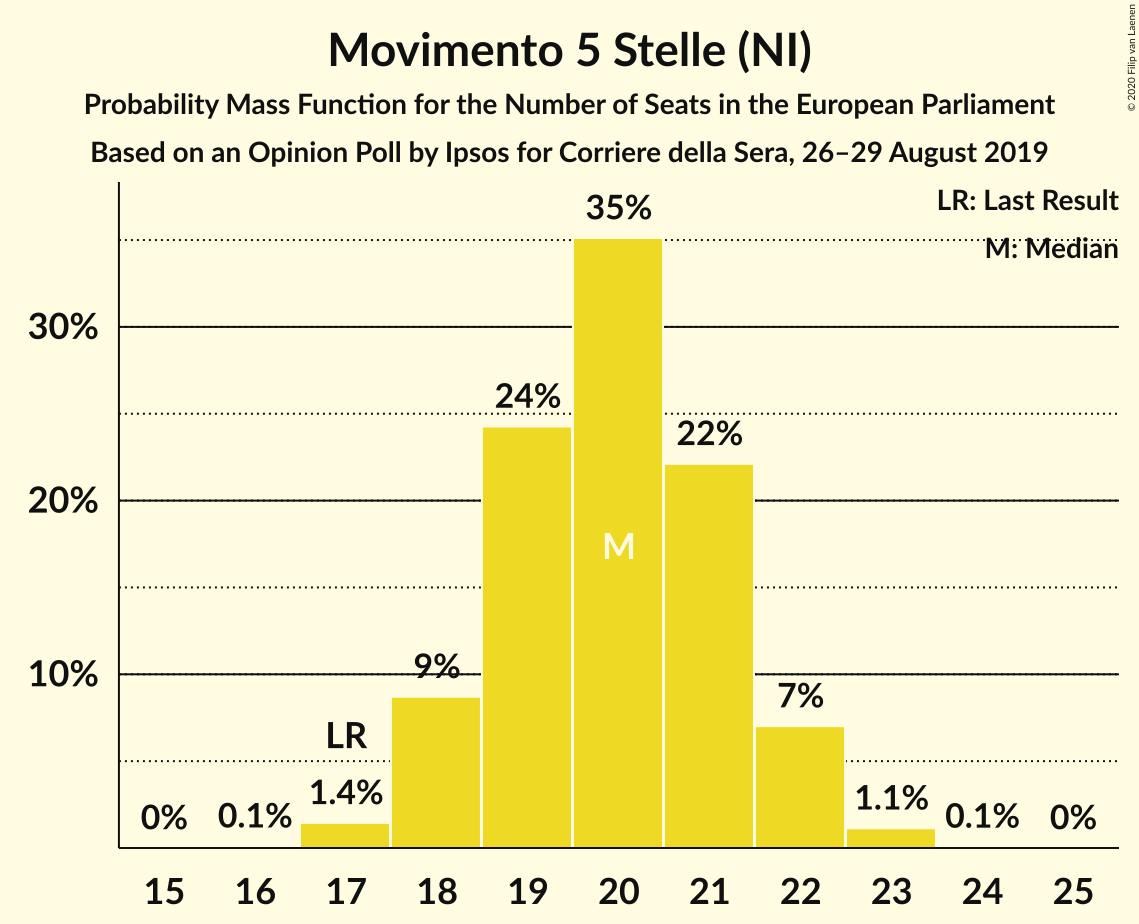 Movimento 5 Stelle (NI)
Probability Mass Function for the Number of Seats in the European Parliament
Based on an Opinion Poll by Ipsos for Corriere della Sera, 26–29 August 2019
© 2020 Filip van Laenen
LR: Last Result
M: Median
35%
30%
24%
22%
20%
M
10%
9%
7%
LR
1.4%
1.1%
0%
0.1%
0.1%
0%
15 16 17 18 19 20 21 22 23 24 25